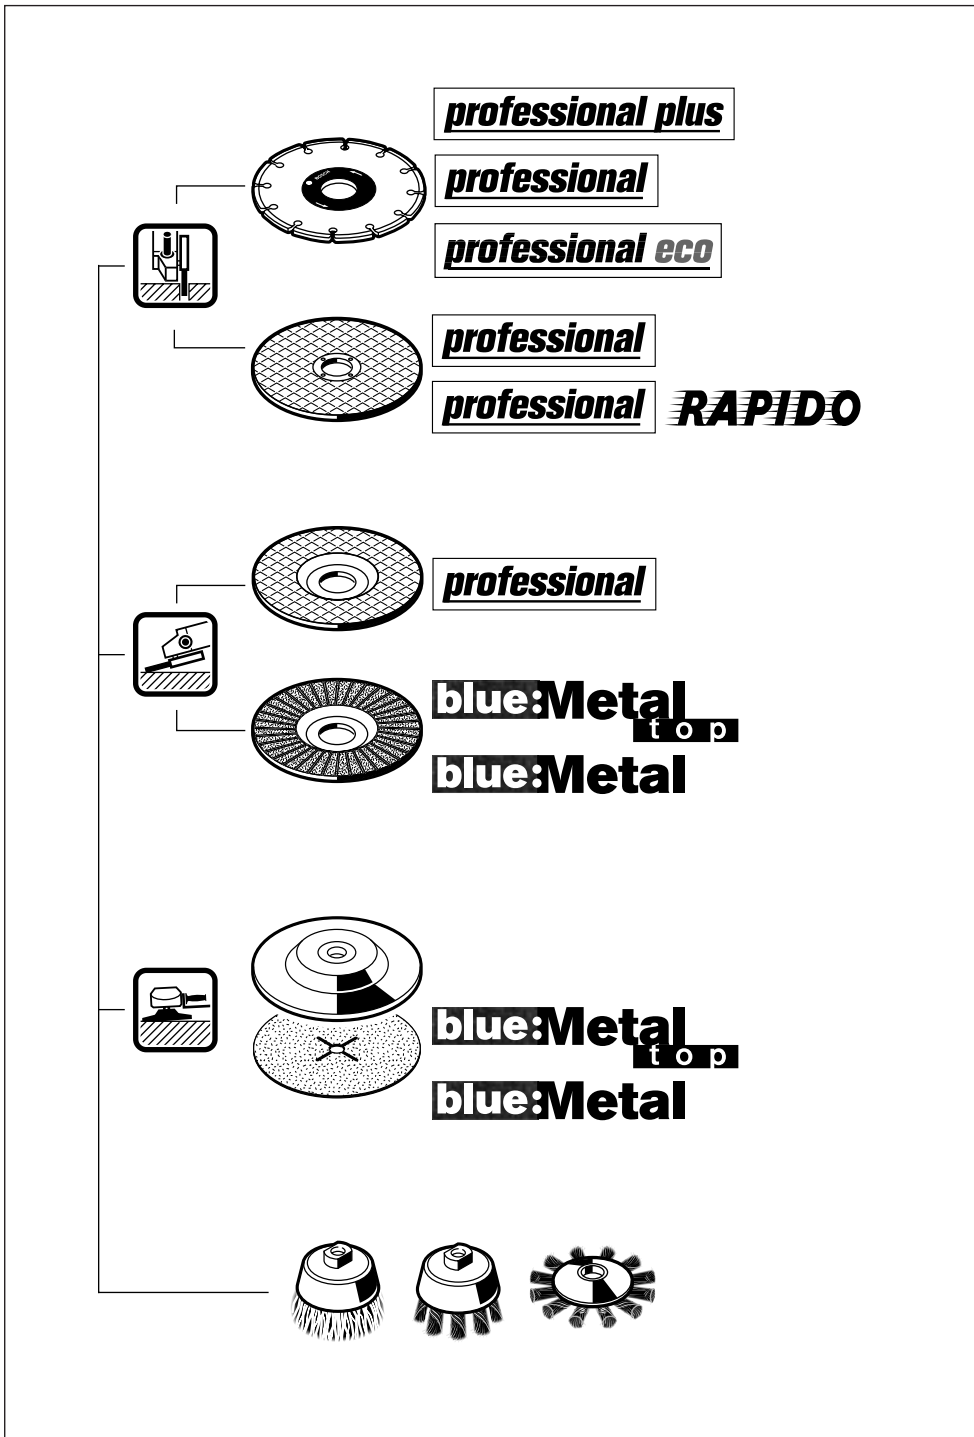 professional plus
BOSCH
professional
professional eco
professional
professional RAPIDO
professional
blue:Metal
top
blue:Metal
blue:Metal
top
blue:Metal